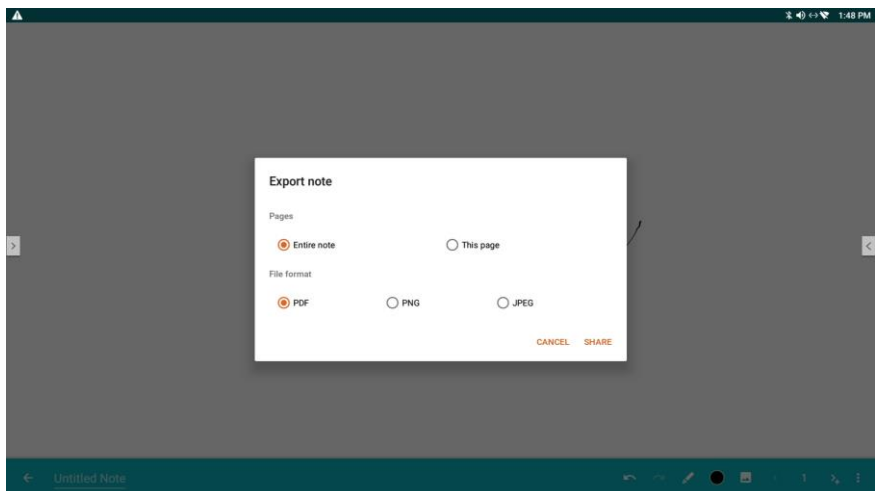 1:48 PM
Export note
Pages
Entire note
This page
File format
PDF
PNG
JPEG
CANCEL SHARE
Untitled Note
1